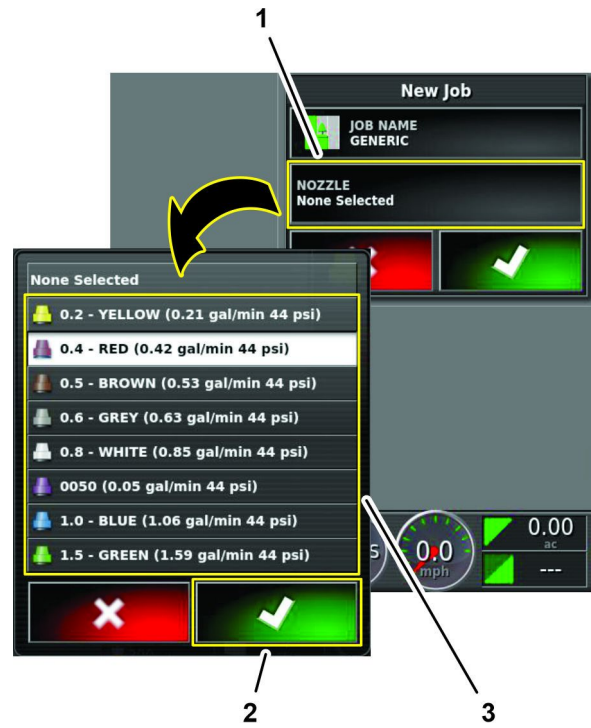 1
New Job
JOB NAME
GENERIC
NOZZLE
None Selected
None Selected
0.2 - YELLOW (0.21 gal/min 44 psi)
0.4 - RED (0.42 gal/min 44 psi)
0.5 - BROWN (0.53 gal/min 44 psi)
0.6 - GREY (0.63 gal/min 44 psi)
0.8 - WHITE (0.85 gal/min 44 psi)
0050 (0.05 gal/min 44 psi)
1.0 - BLUE (1.06 gal/min 44 psi)
1.5 - GREEN (1.59 gal/min 44 psi)
S
0.0
mph
0.00
ac
---
2
3